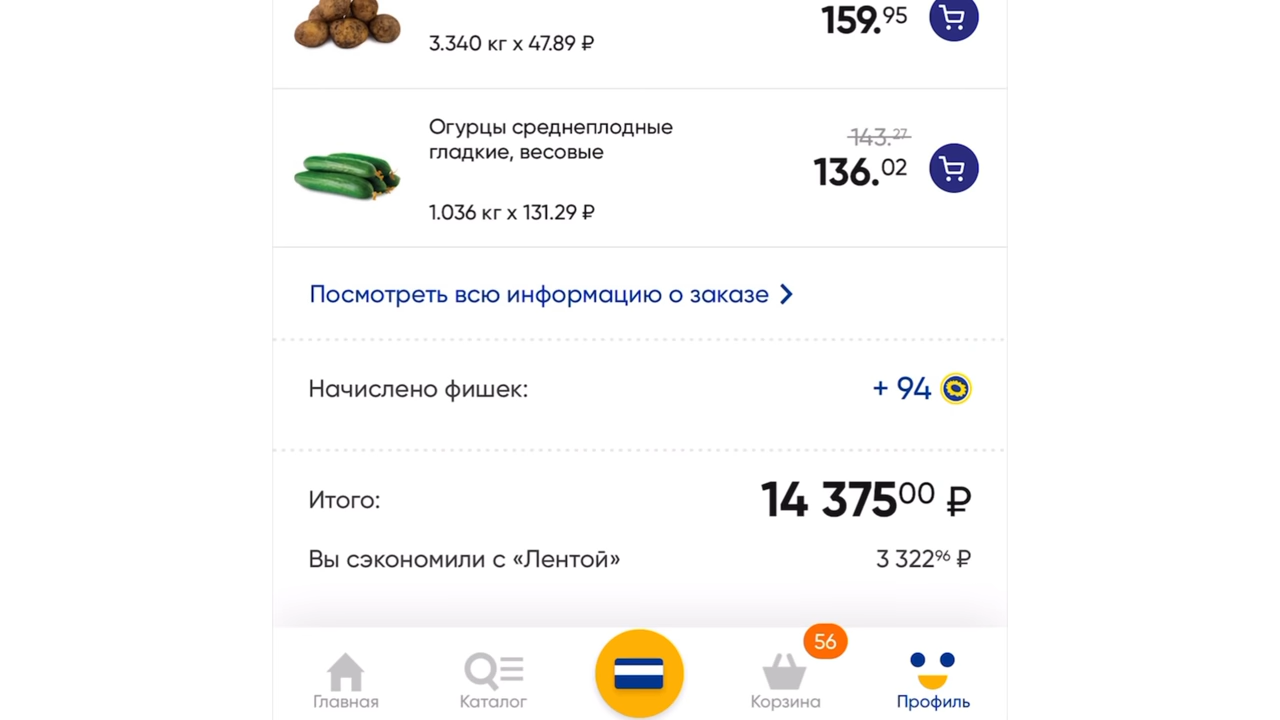 159.95
3.340 кг x 47.89 ₽
Огурцы среднеплодные
гладкие, весовые
143.27
136.02
1.036 кг x 131.29 ₽
Посмотреть всю информацию о заказе
Начислено фишек:
+ 94
Итого:
14 375 00 ₽
Вы сэкономили с «Лентой»
3 322 96 ₽
56
Главная
Каталог
Корзина
Профиль